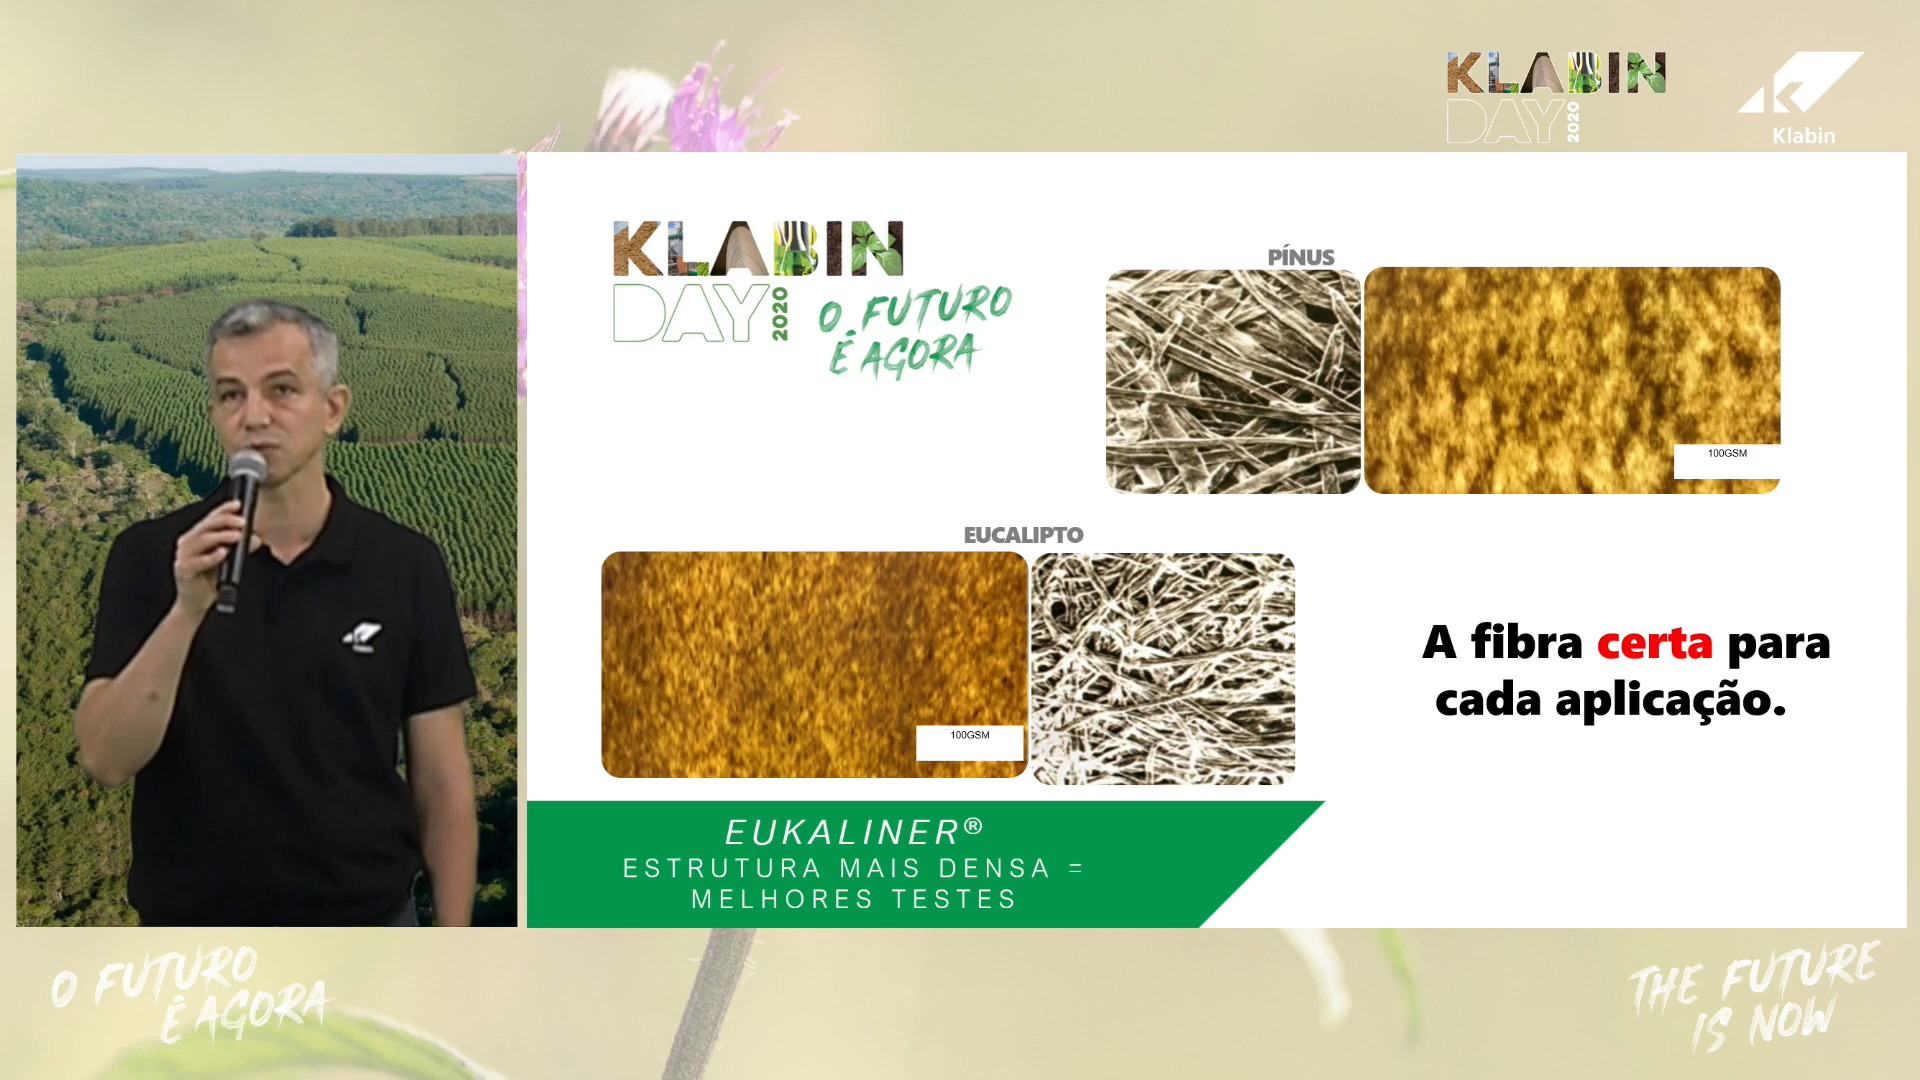 KLABIN
DAY 2020
Klabin
KLABIN
DAY 2020
O FUTURO
É AGORA
PÍNUS
100GSM
EUCALIPTO
100GSM
A fibra certa para
cada aplicação.
EUKALINER®
ESTRUTURA MAIS DENSA =
MELHORES TESTES
O FUTURO
É AGORA
THE FUTURE
IS NOW